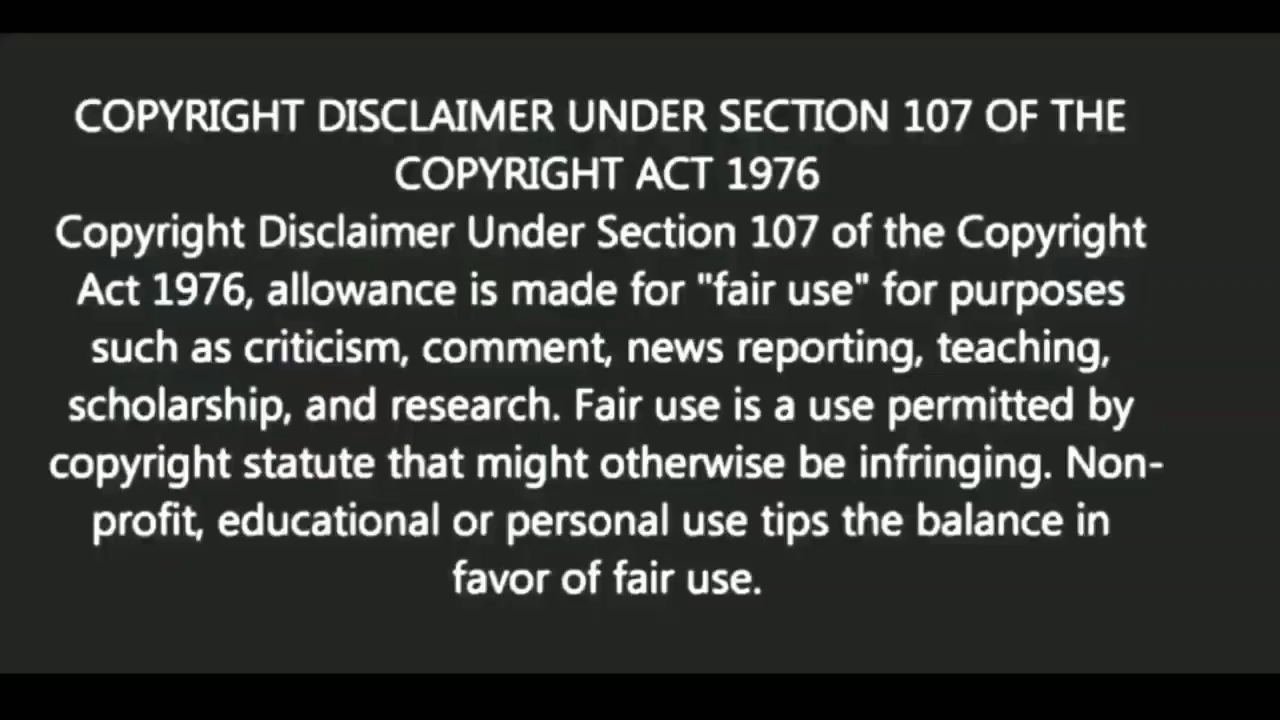 COPYRIGHT DISCLAIMER UNDER SECTION 107 OF THE
COPYRIGHT ACT 1976
Copyright Disclaimer Under Section 107 of the Copyright
Act 1976, allowance is made for "fair use" for purposes
such as criticism, comment, news reporting, teaching,
scholarship, and research. Fair use is a use permitted by
copyright statute that might otherwise be infringing. Non-
profit, educational or personal use tips the balance in
favor of fair use.